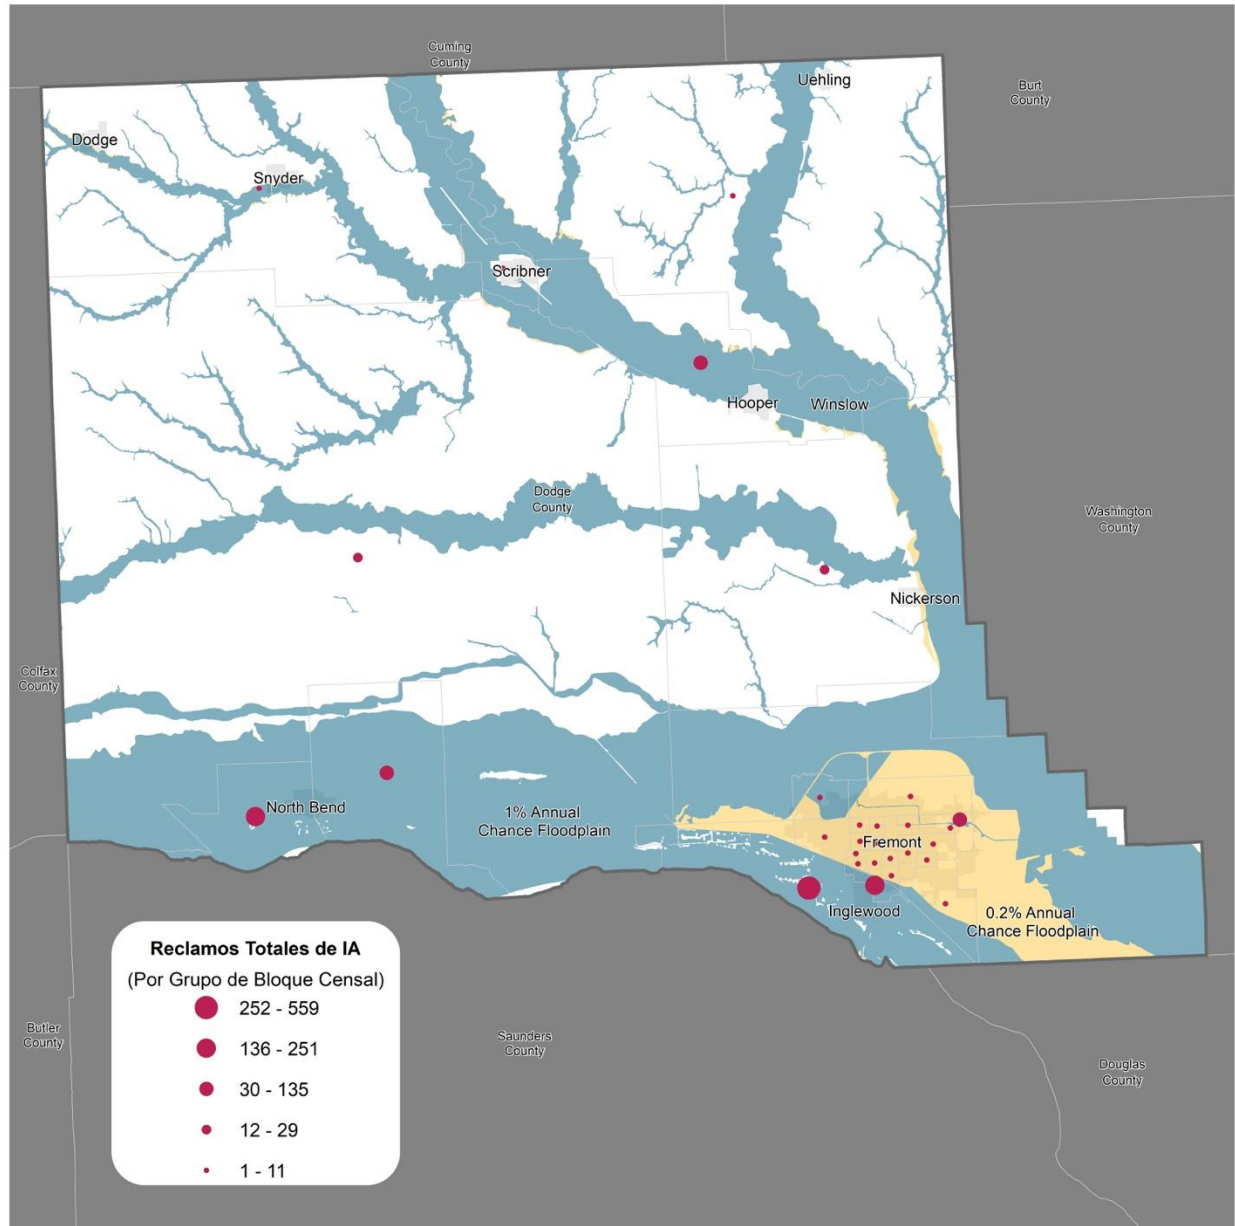 Cuming
County
Uehling
Burt
County
Dodge
Snyder
Scribner
Hooper
Winslow
Dodge
County
Washington
County
Nickerson
Colfax
County
North Bend
1% Annual
Chance Floodplain
Fremont
Inglewood
0.2% Annual
Chance Floodplain
Reclamos Totales de IA
(Por Grupo de Bloque Censal)
252 - 559
136 - 251
30 - 135
12 - 29
1 - 11
Butler
County
Saunders
County
Douglas
County